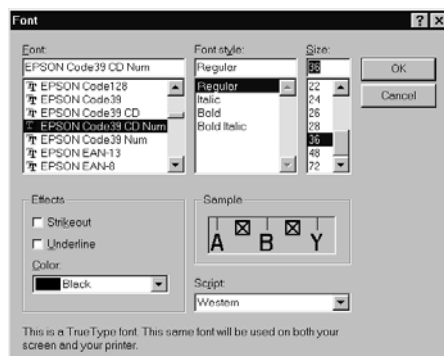 Font
Font: Font style: Size:
EPSON Code39 CD Num Regular 36 OK
EPSON Code128 Regular 22 Cancel
EPSON Code39 Italic 24
EPSON Code39 CD Bold 26
EPSON Code39 CD Num Bold Italic 28
EPSON Code39 Num 36
EPSON EAN-13 48
EPSON EAN-8 72
Effects Sample
Strikeout
Underline
A B Y
Color:
Black
Script:
Western
This is a TrueType font. This same font will be used on both your
screen and your printer.